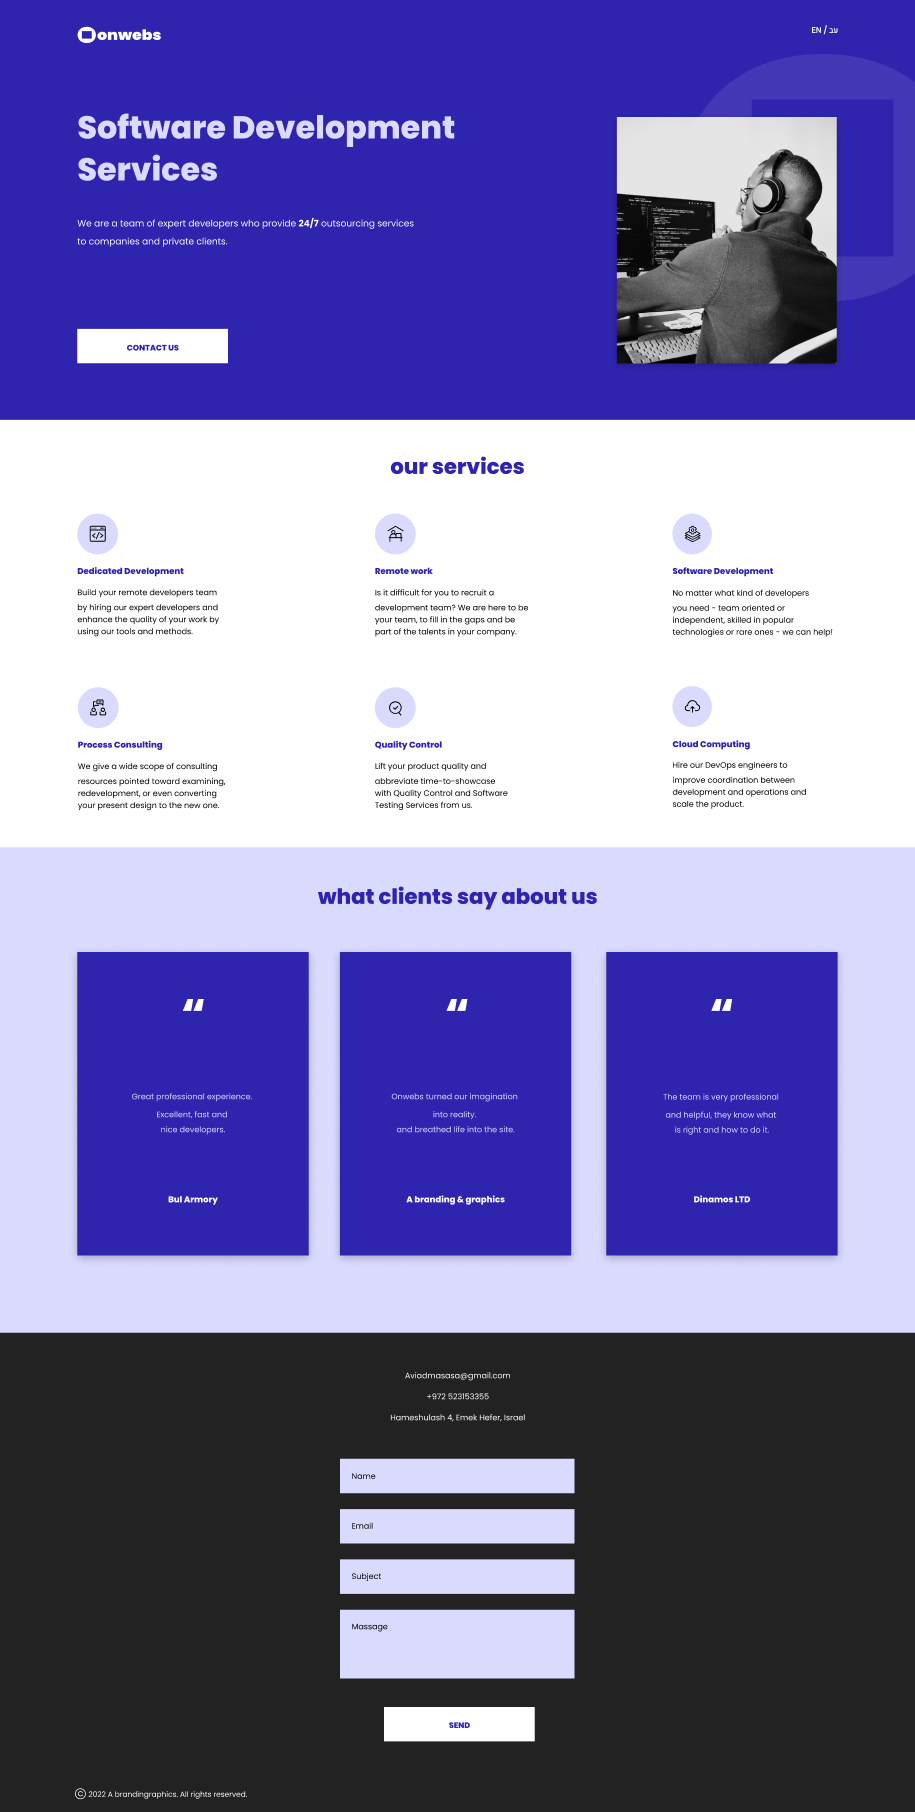 onwebs
EN / עב
Software Development
Services
We are a team of expert developers who provide 24/7 outsourcing services
to companies and private clients.
CONTACT US
our services
Dedicated Development
Build your remote developers team
by hiring our expert developers and
enhance the quality of your work by
using our tools and methods.
Remote work
Is it difficult for you to recruit a
development team? We are here to be
your team, to fill in the gaps and be
part of the talents in your company.
Software Development
No matter what kind of developers
you need - team oriented or
independent, skilled in popular
technologies or rare ones - we can help!
Process Consulting
We give a wide scope of consulting
resources pointed toward examining,
redevelopment, or even converting
your present design to the new one.
Quality Control
Lift your product quality and
abbreviate time-to-showcase
with Quality Control and Software
Testing Services from us.
Cloud Computing
Hire our DevOps engineers to
improve coordination between
development and operations and
scale the product.
what clients say about us
“
Great professional experience.
Excellent, fast and
nice developers.
Bul Armory
“
Onwebs turned our imagination
into reality.
and breathed life into the site.
A branding & graphics
“
The team is very professional
and helpful, they know what
is right and how to do it.
Dinamos LTD
Aviadmasasa@gmail.com
+972 523153355
Hameshulash 4, Emek Hefer, Israel
Name
Email
Subject
Massage
SEND
© 2022 A brandingraphics. All rights reserved.